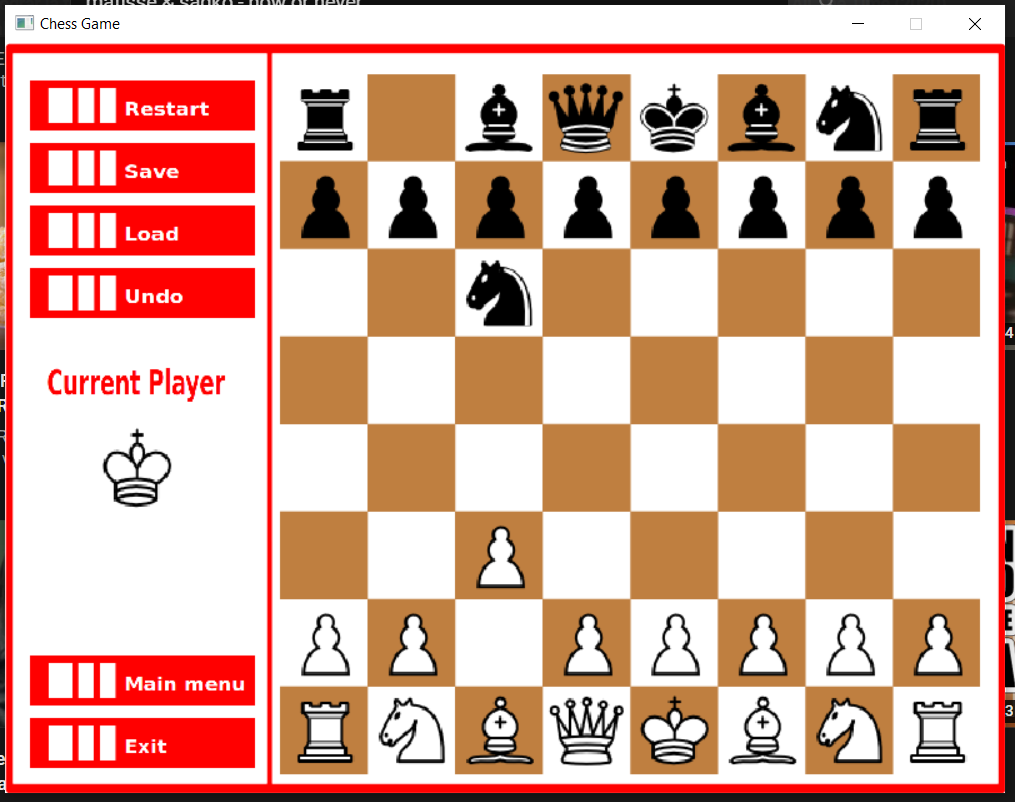 Chess Game
Restart
Save
Load
Undo
Current Player
Main menu
Exit